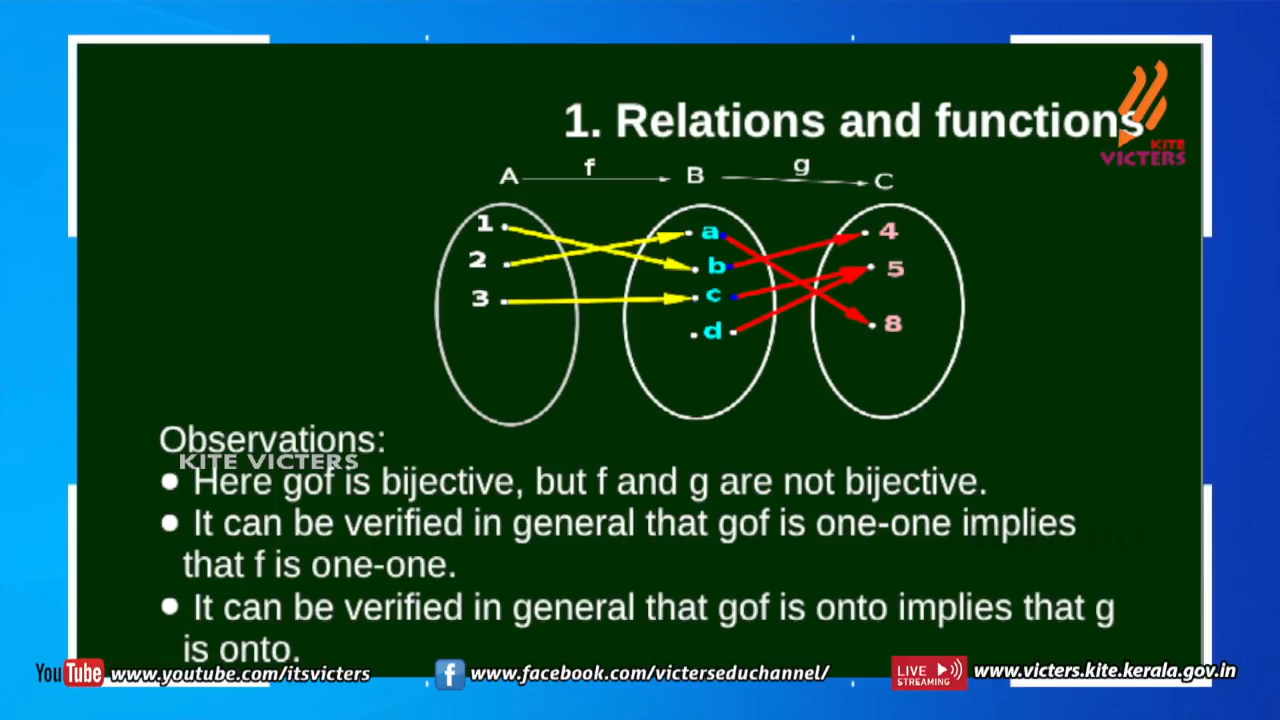 1. Relations and functions
KITE
VICTERS
A f B g C
1 a 4
2 b 5
3 c 8
d
Observations:
KITE VICTERS
● Here gof is bijective, but f and g are not bijective.
● It can be verified in general that gof is one-one implies
that f is one-one.
● It can be verified in general that gof is onto implies that g
is onto.
YouTube www.youtube.com/itsvicters
f www.facebook.com/victerseduchannel/
LIVE STREAMING www.victers.kite.kerala.gov.in